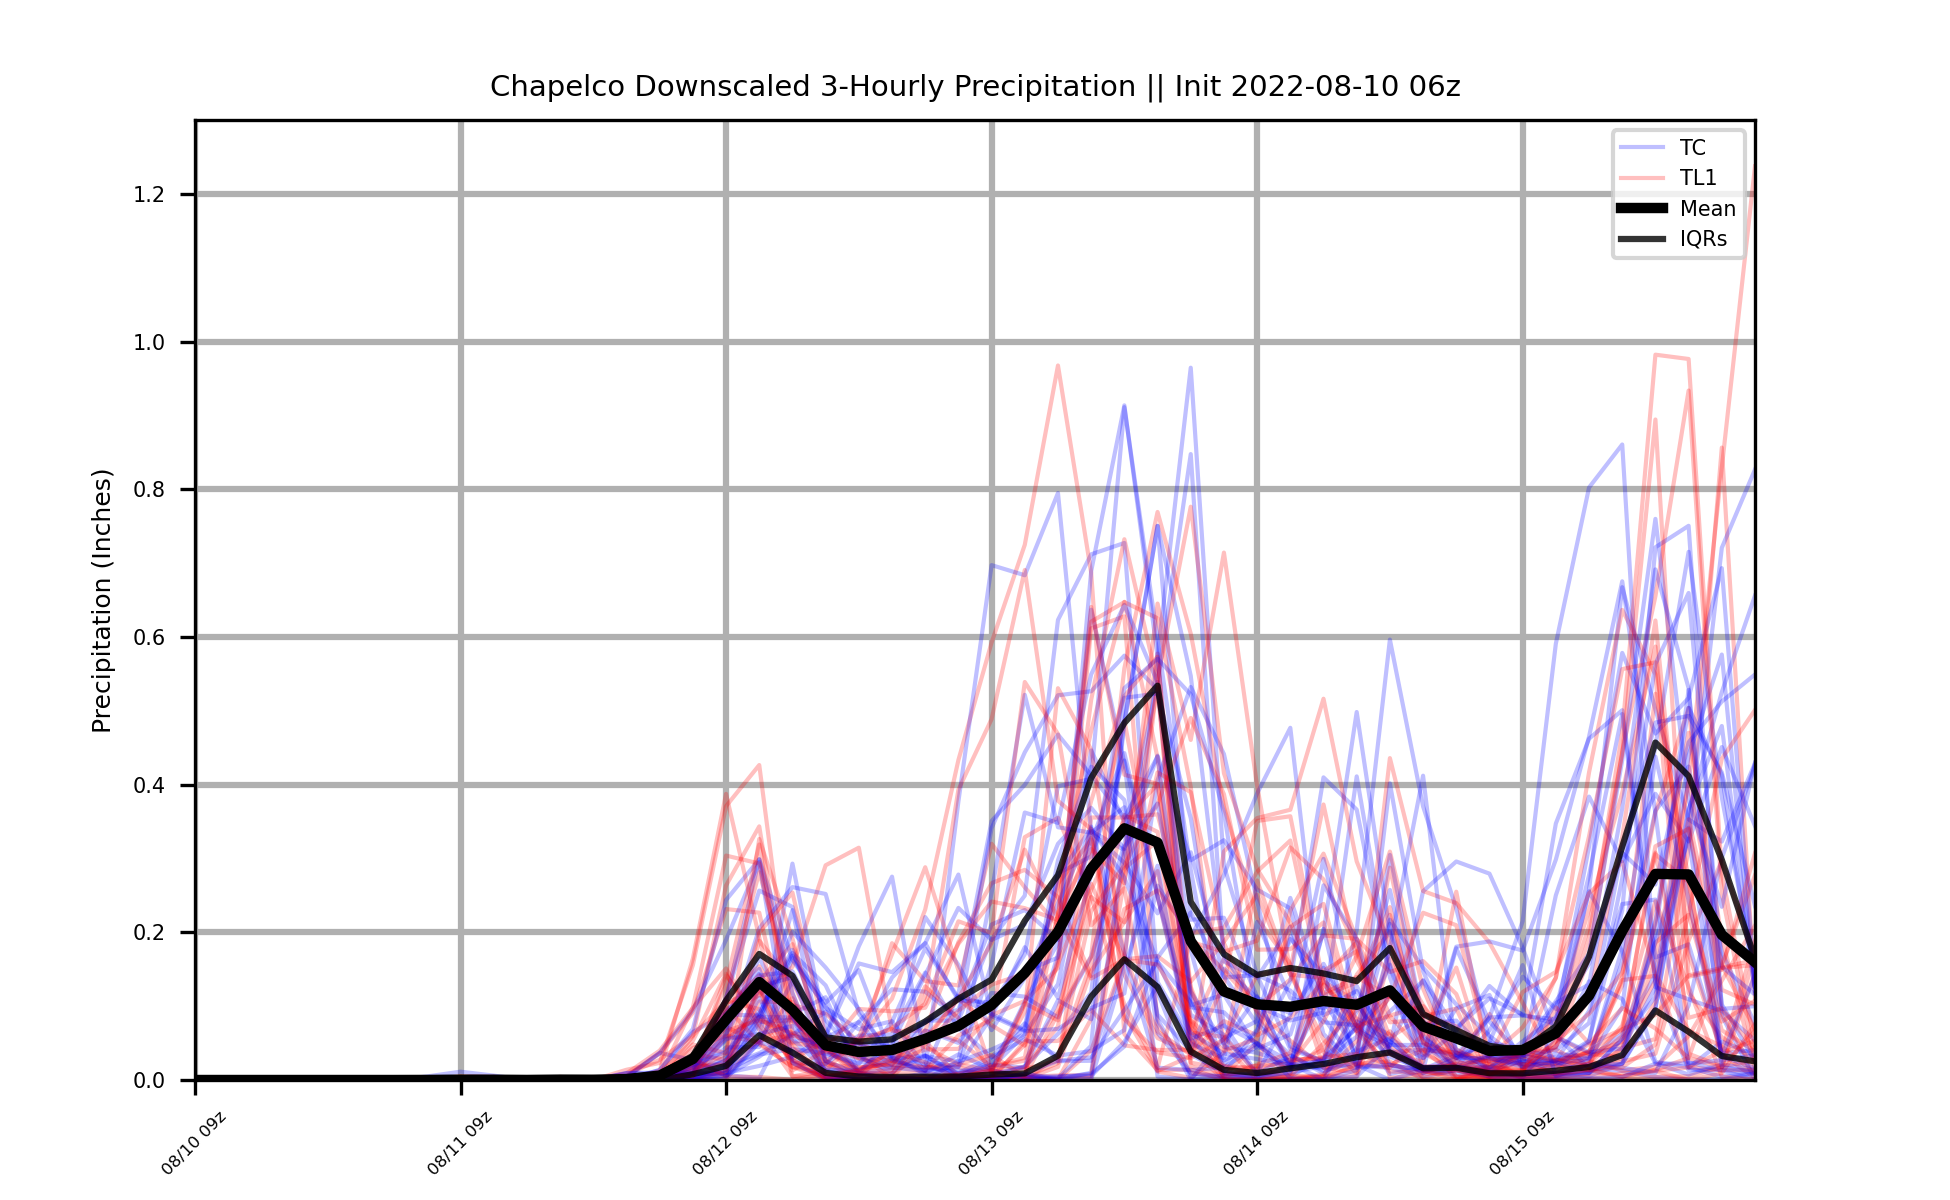 Chapelco Downscaled 3-Hourly Precipitation || Init 2022-08-10 06z
TC
TL1
Mean
IQRs
Precipitation (Inches)
1.2
1.0
0.8
0.6
0.4
0.2
0.0
08/10 09z
08/11 09z
08/12 09z
08/13 09z
08/14 09z
08/15 09z